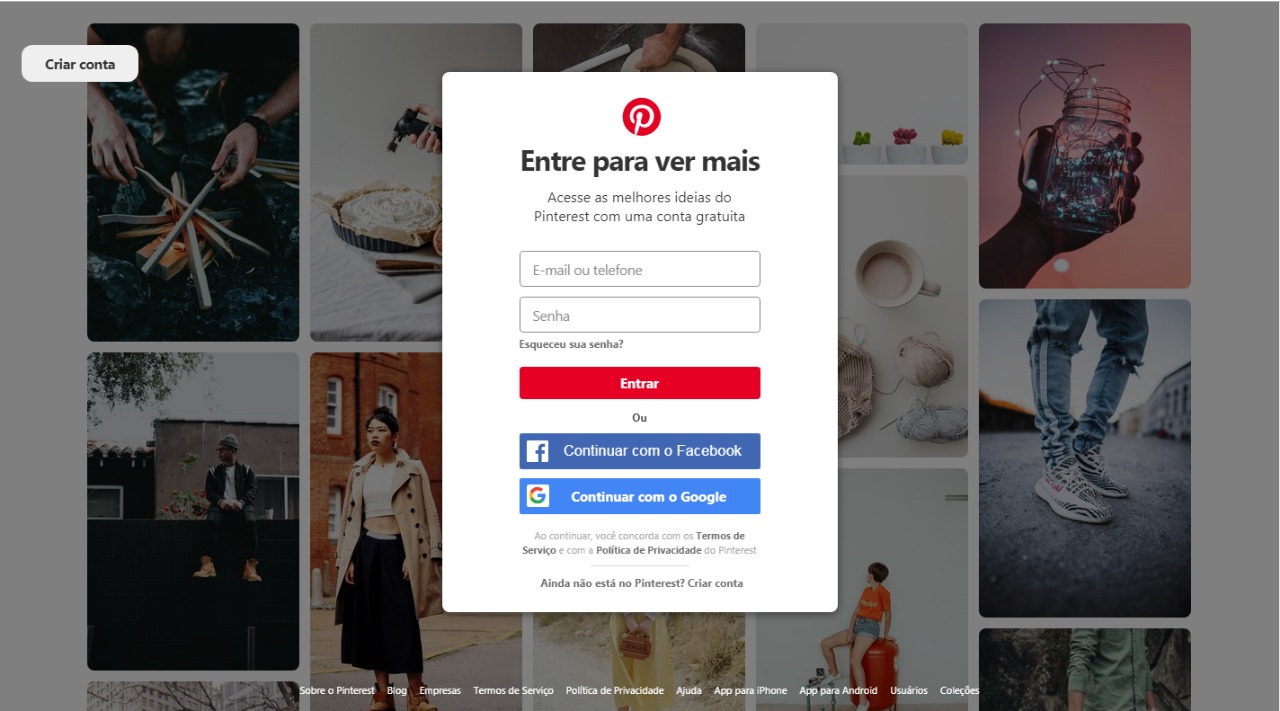 Criar conta
Entre para ver mais
Acesse as melhores ideias do
Pinterest com uma conta gratuita
E-mail ou telefone
Senha
Esqueceu sua senha?
Entrar
Ou
Continuar com o Facebook
Continuar com o Google
Ao continuar, você concorda com os Termos de
Serviço e com a Política de Privacidade do Pinterest
Ainda não está no Pinterest? Criar conta
Sobre o Pinterest Blog Empresas Termos de Serviço Política de Privacidade Ajuda App para iPhone App para Android Usuários Coleções